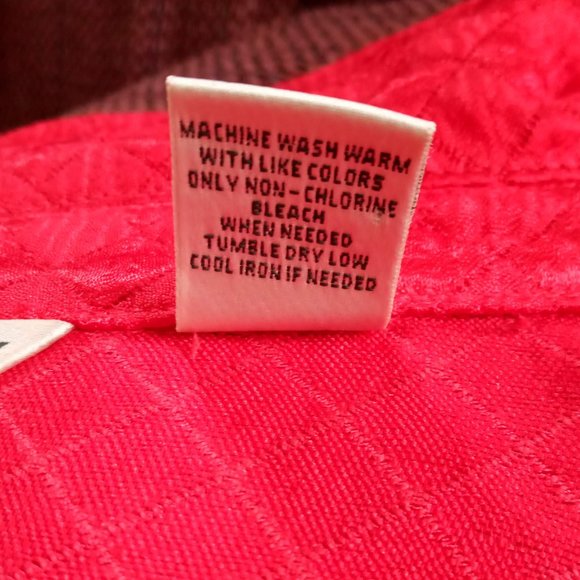 MACHINE WASH WARM
WITH LIKE COLORS
ONLY NON-CHLORINE
BLEACH
WHEN NEEDED
TUMBLE DRY LOW
COOL IRON IF NEEDED